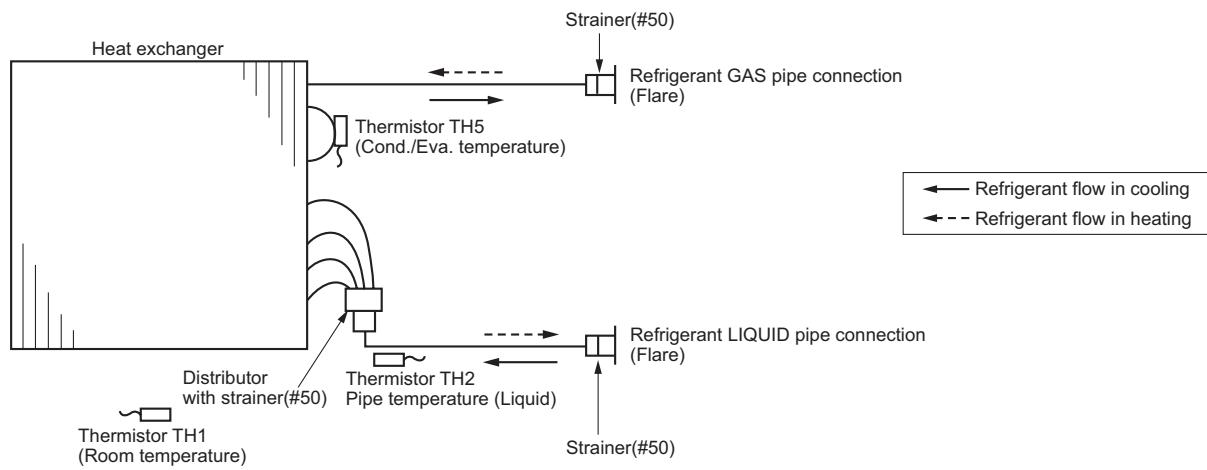 Strainer(#50)
Heat exchanger
Refrigerant GAS pipe connection
(Flare)
Thermistor TH5
(Cond./Eva. temperature)
Refrigerant flow in cooling
Refrigerant flow in heating
Refrigerant LIQUID pipe connection
(Flare)
Distributor
with strainer(#50)
Thermistor TH2
Pipe temperature (Liquid)
Thermistor TH1
(Room temperature)
Strainer(#50)